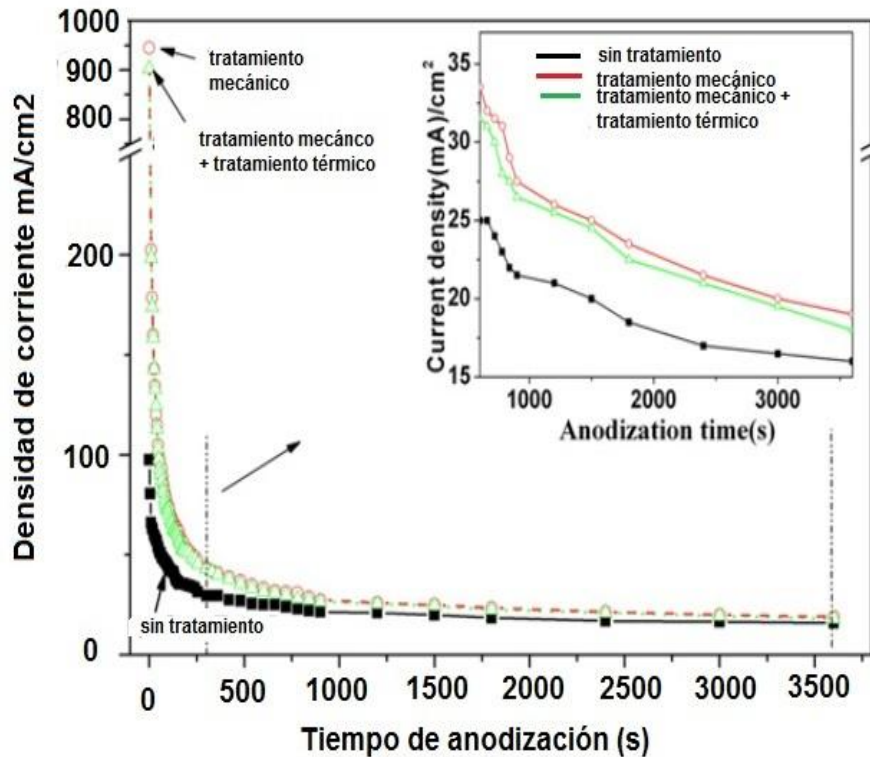 Densidad de corriente mA/cm2
1000
900
800
200
100
0
tratamiento
mecánico
tratamiento mecánco
+ tratamiento térmico
sin tratamiento
0
500
1000
1500
2000
2500
3000
3500
Tiempo de anodización (s)
Current density(mA)/cm²
35
30
25
20
15
sin tratamiento
tratamiento mecánico
tratamiento mecánico +
tratamiento térmico
1000
2000
3000
Anodization time(s)